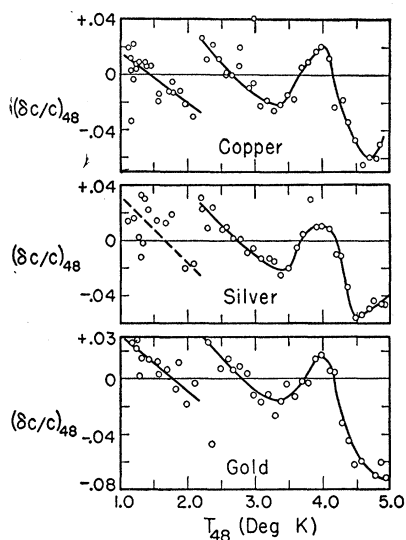 +.04
(δc/c)₄₈
0
-.04
Copper
+.04
(δc/c)₄₈
0
-.04
Silver
+.03
0
(δc/c)₄₈
-.04
-.08
Gold
1.0 2.0 3.0 4.0 5.0
T₄₈ (Deg K)